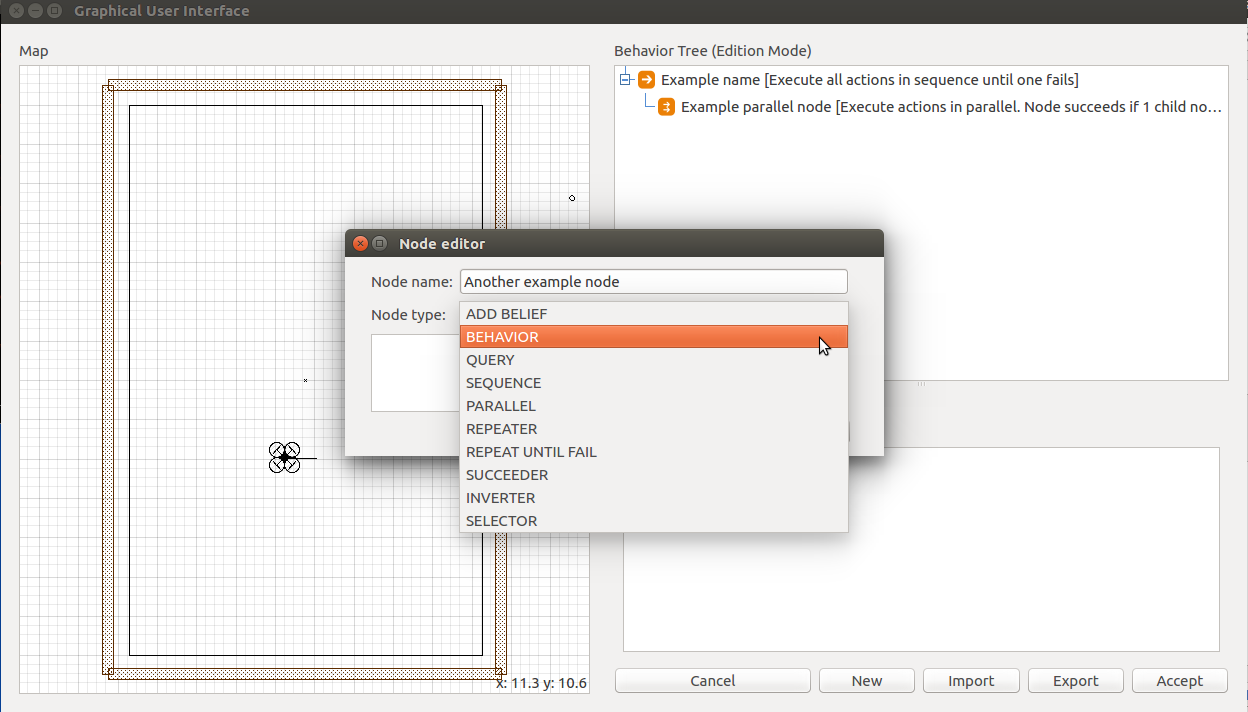 Graphical User Interface
Map
Behavior Tree (Edition Mode)
Example name [Execute all actions in sequence until one fails]
Example parallel node [Execute actions in parallel. Node succeeds if 1 child no...
Node editor
Node name: Another example node
Node type:
ADD BELIEF
BEHAVIOR
QUERY
SEQUENCE
PARALLEL
REPEATER
REPEAT UNTIL FAIL
SUCCEEDER
INVERTER
SELECTOR
x: 11.3 y: 10.6
Cancel
New
Import
Export
Accept